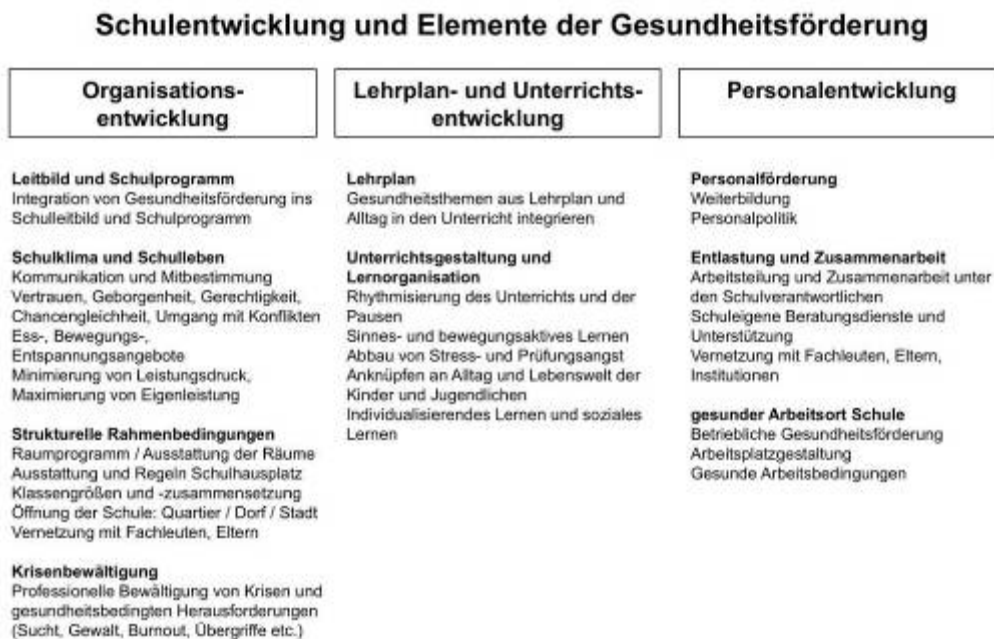 Schulentwicklung und Elemente der Gesundheitsförderung
Organisations-
entwicklung
Leitbild und Schulprogramm
Integration von Gesundheitsförderung ins
Schulleitbild und Schulprogramm
Schulklima und Schulleben
Kommunikation und Mitbestimmung
Vertrauen, Geborgenheit, Gerechtigkeit,
Chancengleichheit, Umgang mit Konflikten
Ess-, Bewegungs-,
Entspannungsangebote
Minimierung von Leistungsdruck,
Maximierung von Eigenleistung
Strukturelle Rahmenbedingungen
Raumprogramm / Ausstattung der Räume
Ausstattung und Regeln Schulhausplatz
Klassengrößen und -zusammensetzung
Öffnung der Schule: Quartier / Dorf / Stadt
Vernetzung mit Fachleuten, Eltern
Krisenbewältigung
Professionelle Bewältigung von Krisen und
gesundheitsbedingten Herausforderungen
(Sucht, Gewalt, Burnout, Übergriffe etc.)
Lehrplan- und Unterrichts-
entwicklung
Lehrplan
Gesundheitsthemen aus Lehrplan und
Alltag in den Unterricht integrieren
Unterrichtsgestaltung und
Lernorganisation
Rhythmisierung des Unterrichts und der
Pausen
Sinnes- und bewegungsaktives Lernen
Abbau von Stress- und Prüfungsangst
Anknüpfen an Alltag und Lebenswelt der
Kinder und Jugendlichen
Individualisierendes Lernen und soziales
Lernen
Personalentwicklung
Personalförderung
Weiterbildung
Personalpolitik
Entlastung und Zusammenarbeit
Arbeitsteilung und Zusammenarbeit unter
den Schulverantwortlichen
Schuleigene Beratungsdienste und
Unterstützung
Vernetzung mit Fachleuten, Eltern,
Institutionen
gesunder Arbeitsort Schule
Betriebliche Gesundheitsförderung
Arbeitsplatzgestaltung
Gesunde Arbeitsbedingungen